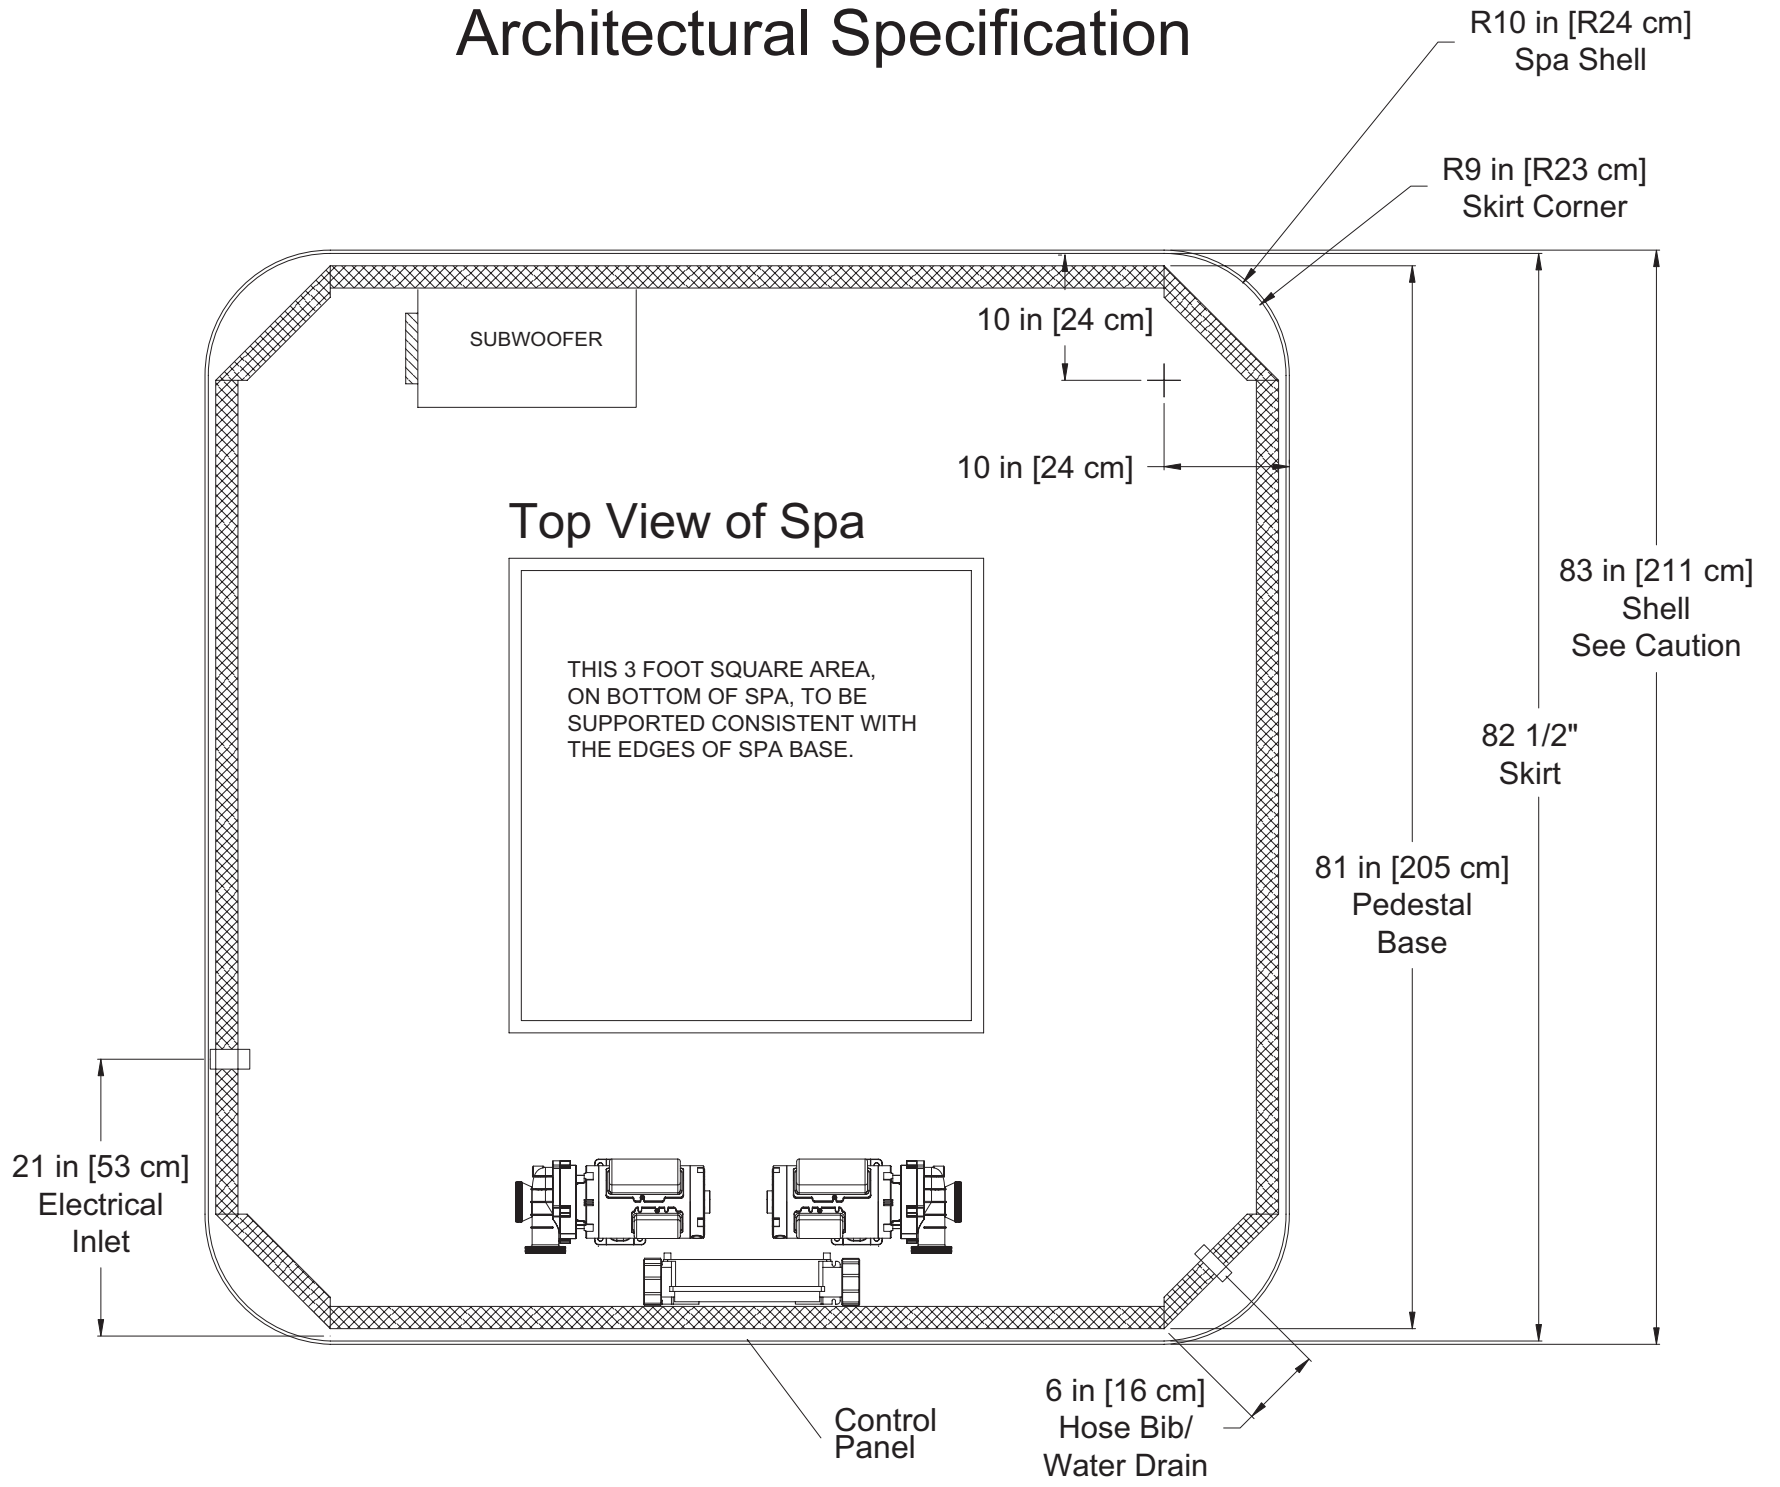 Architectural Specification
R10 in [R24 cm]
Spa Shell
R9 in [R23 cm]
Skirt Corner
SUBWOOFER
10 in [24 cm]
10 in [24 cm]
Top View of Spa
THIS 3 FOOT SQUARE AREA,
ON BOTTOM OF SPA, TO BE
SUPPORTED CONSISTENT WITH
THE EDGES OF SPA BASE.
83 in [211 cm]
Shell
See Caution
82 1/2"
Skirt
81 in [205 cm]
Pedestal
Base
21 in [53 cm]
Electrical
Inlet
Control
Panel
6 in [16 cm]
Hose Bib/
Water Drain